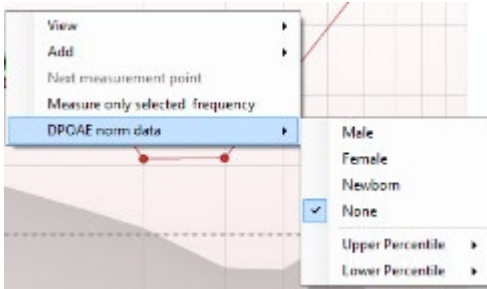 View
Add
Next measurement point
Measure only selected frequency
DPOAE norm data
Male
Female
Newborn
None
Upper Percentile
Lower Percentile